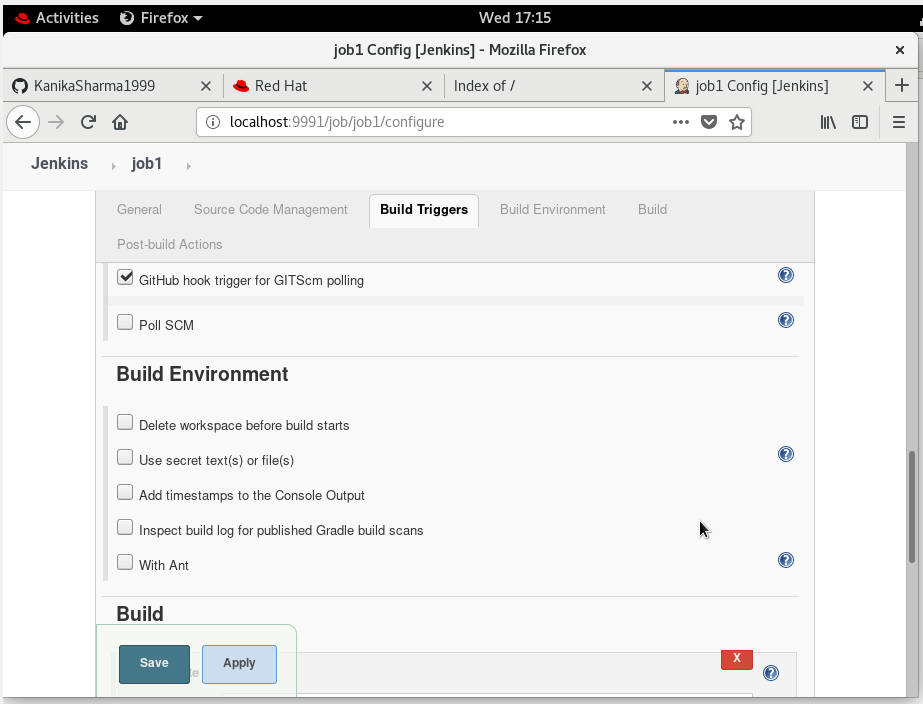 Activities Firefox Wed 17:15
job1 Config [Jenkins] - Mozilla Firefox
KanikaSharma1999 Red Hat Index of / job1 Config [Jenkins]
localhost:9991/job/job1/configure
Jenkins job1
General Source Code Management Build Triggers Build Environment Build
Post-build Actions
GitHub hook trigger for GITScm polling
Poll SCM
Build Environment
Delete workspace before build starts
Use secret text(s) or file(s)
Add timestamps to the Console Output
Inspect build log for published Gradle build scans
With Ant
Build
X
Save Apply